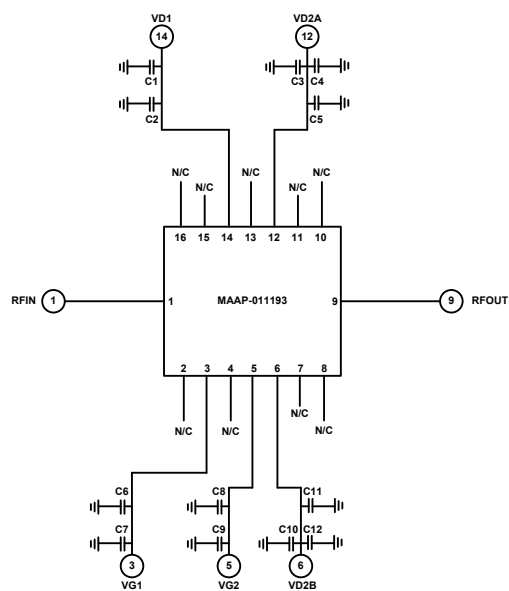 VD1 VD2A
14 12
C1 C3 C4
C2 C5
N/C N/C N/C N/C N/C
16 15 14 13 12 11 10
RFIN 1 1 MAAP-011193 9 9 RFOUT
2 3 4 5 6 7 8
N/C N/C N/C N/C
C6 C8 C11
C7 C9 C10 C12
3 5 6
VG1 VG2 VD2B